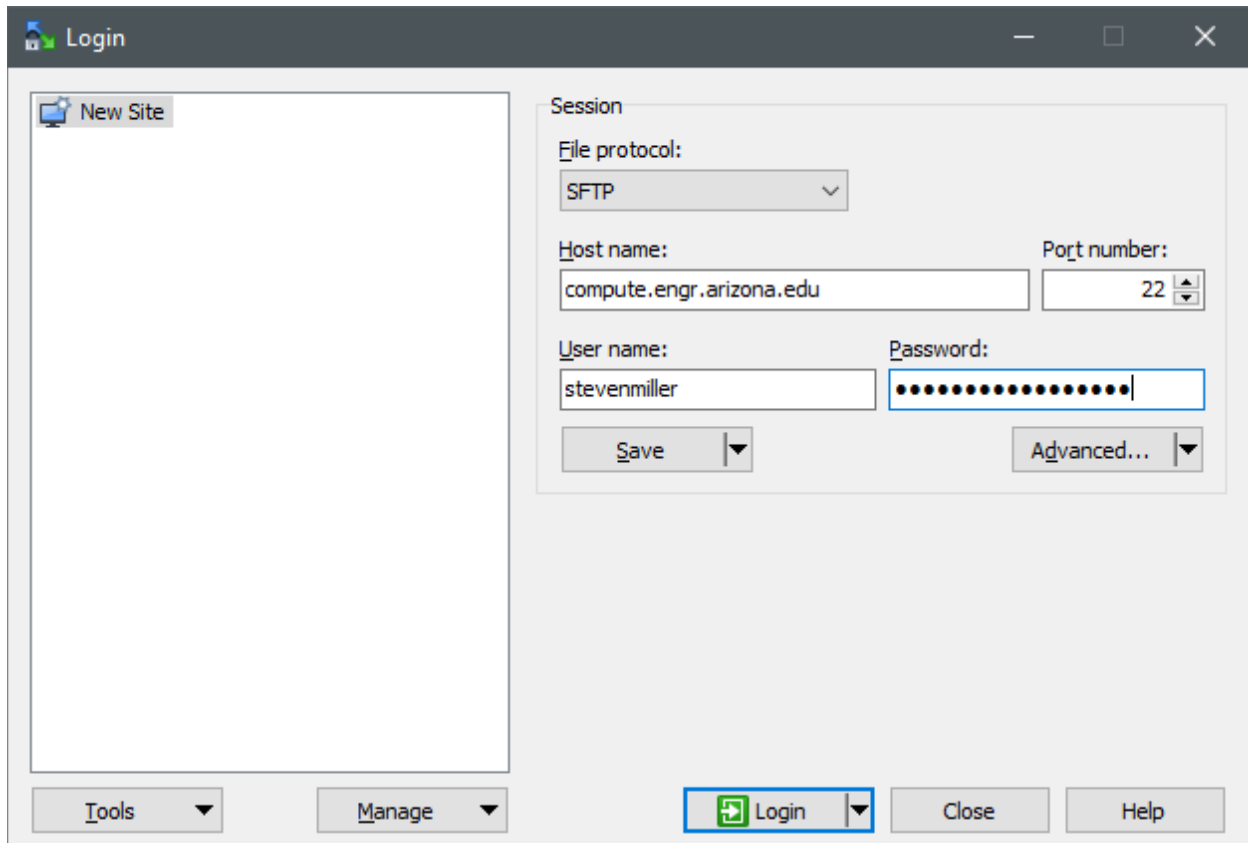 Login
New Site
Session
File protocol:
SFTP
Host name:
Port number:
compute.engr.arizona.edu
22
User name:
Password:
stevenmiller
•••••••••••••••••
Save
Advanced...
Tools
Manage
Login
Close
Help